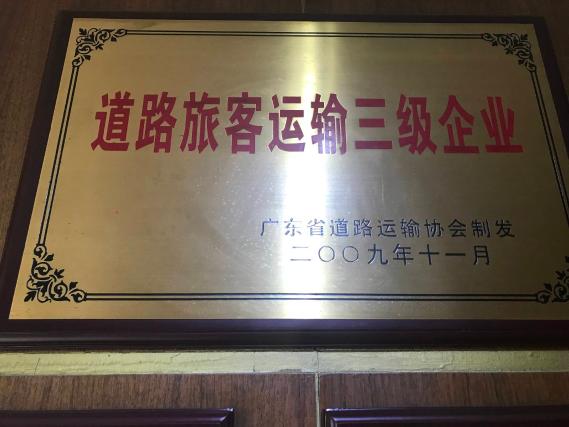 道路旅客运输三级企业
广东省道路运输协会制发
二〇〇九年十一月